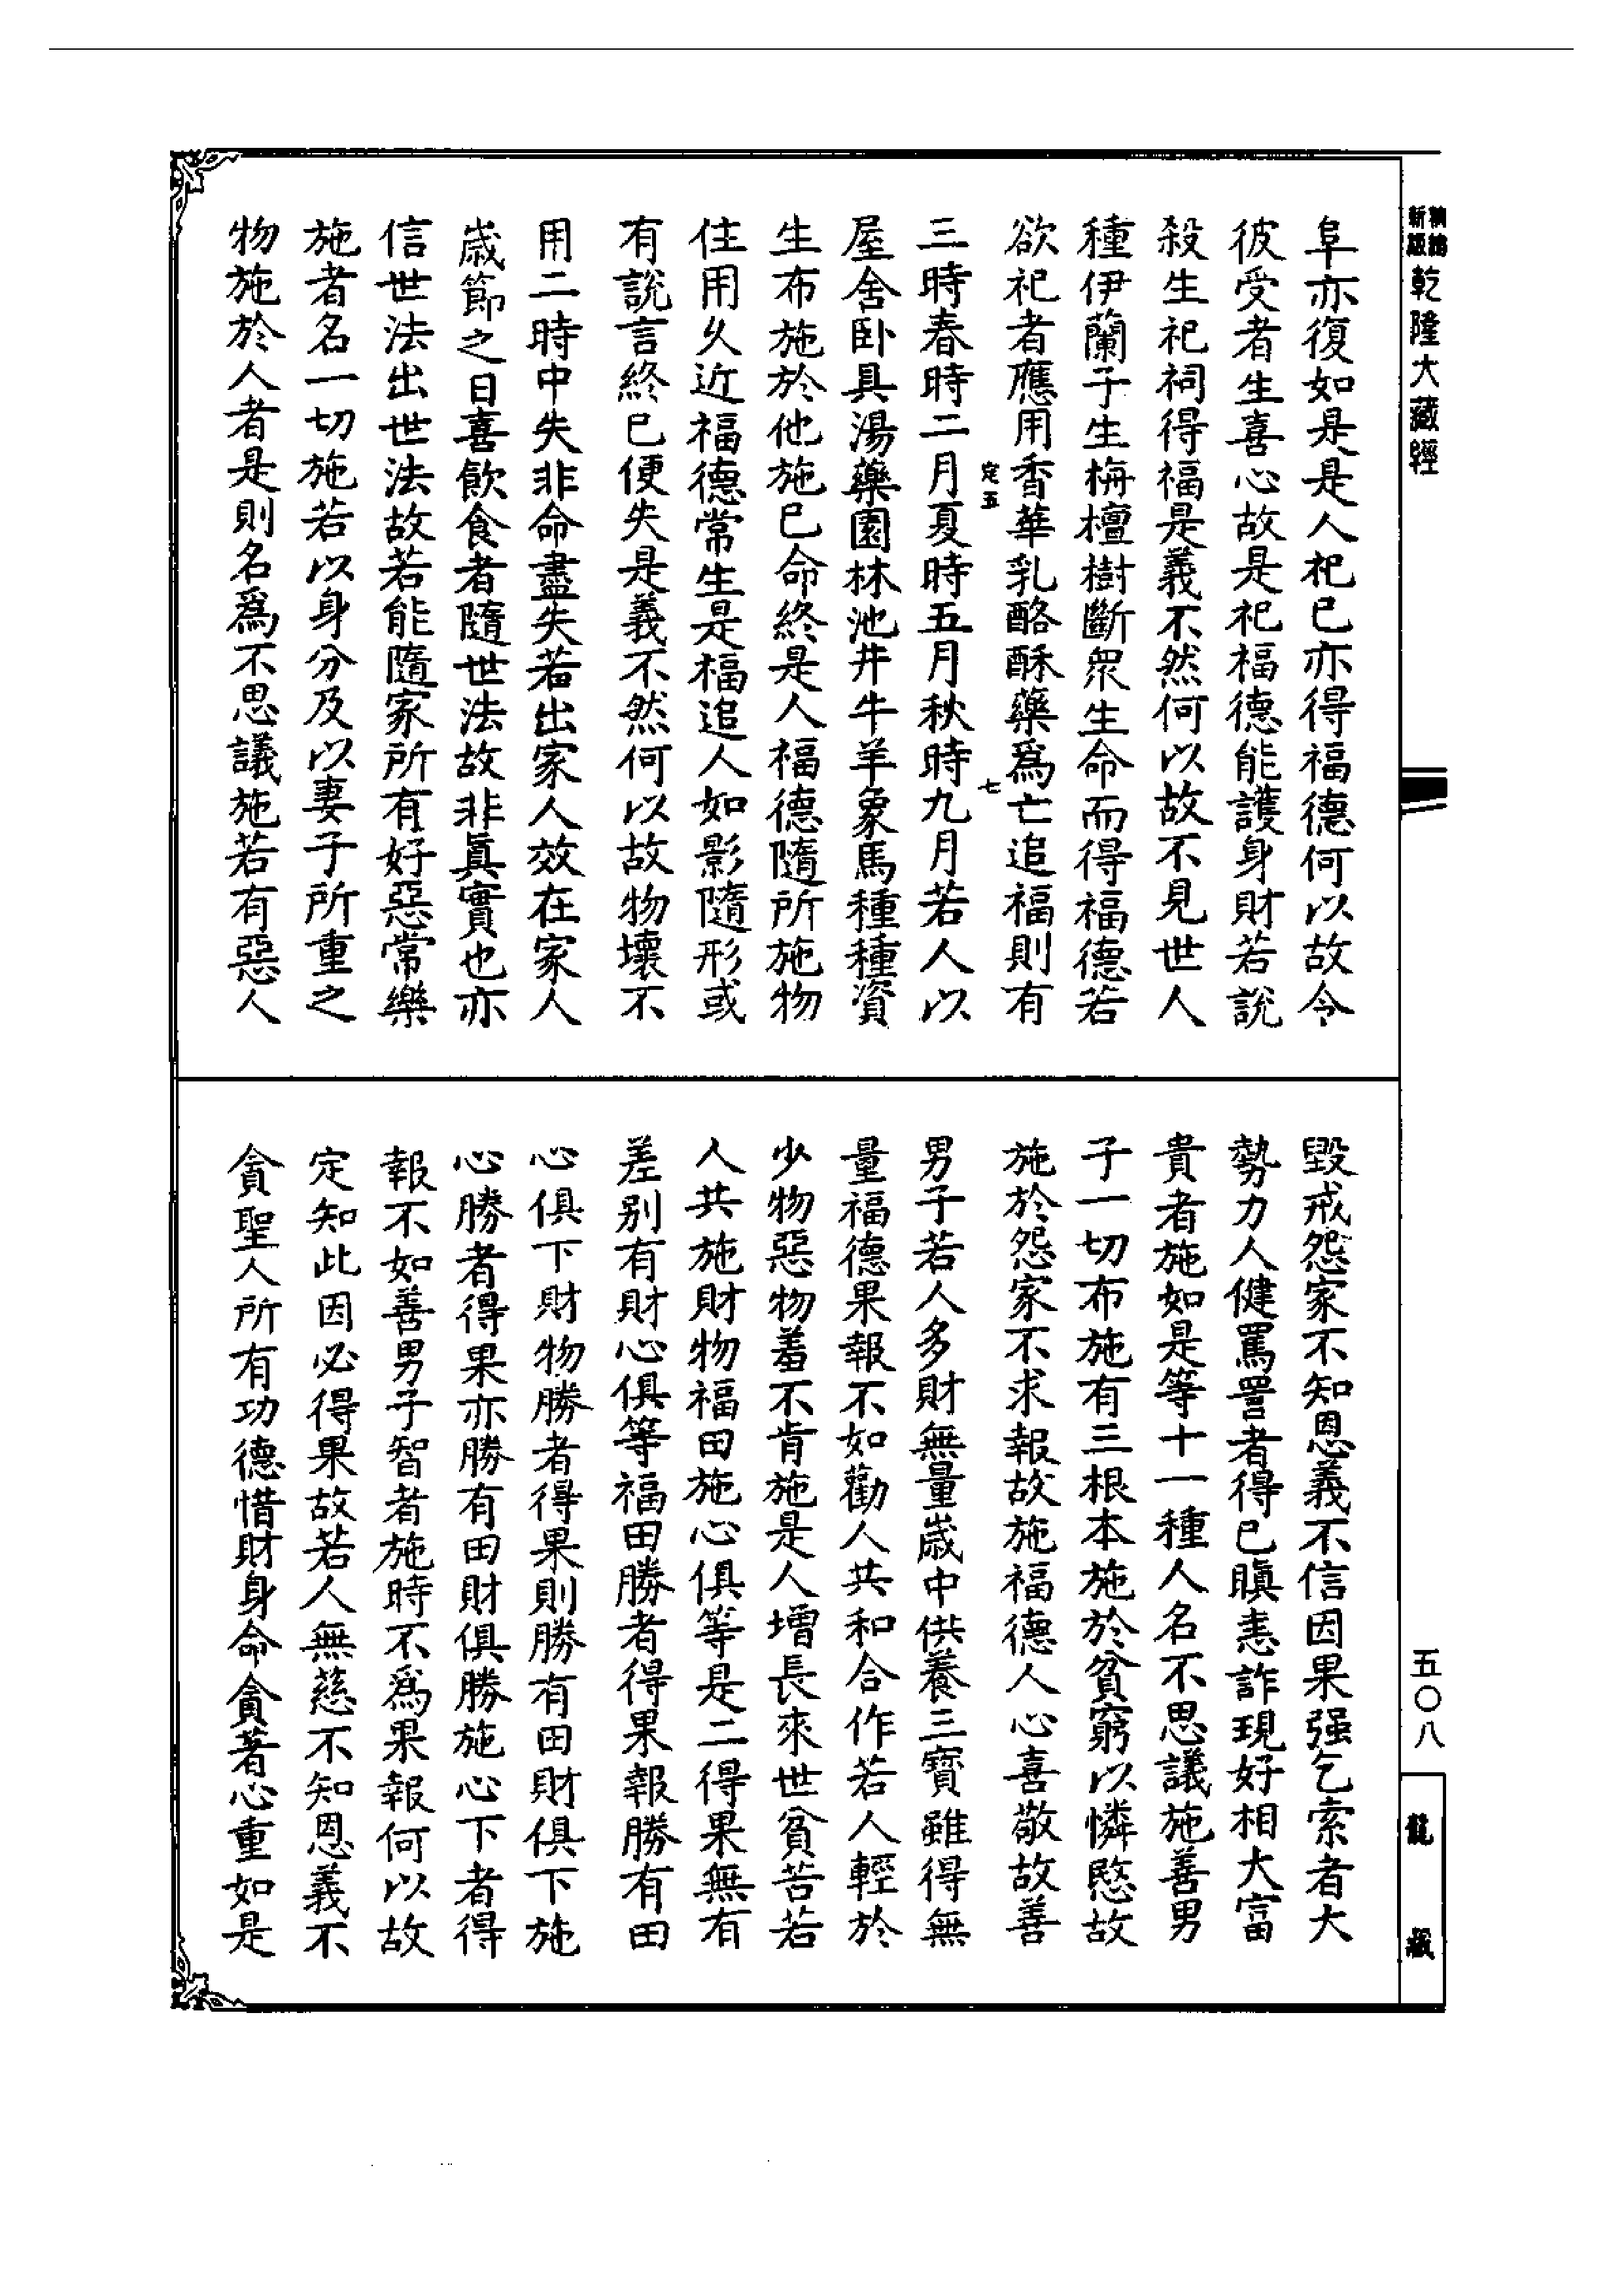 新編縮版
乾隆大藏經
阜亦復如是是人祀已亦得福德何以故令
彼受者生喜心故是祀福德能護身財若說
殺生祀祠得福是義不然何以故不見世人
種伊蘭子生栴檀樹斷眾生命而得福德若
欲祀者應用香華乳酪酥藥爲亡追福則有
定五
七
三時春時二月夏時五月秋時九月若人以
屋舍卧具湯藥園林池井牛羊象馬種種資
生布施於他施已命終是人福德隨所施物
住用久近福德常生是福追人如影隨形或
有說言終已便失是義不然何以故物壞不
用二時中失非命盡失若出家人效在家人
歲節之日喜飲食者隨世法故非眞實也亦
信世法出世法故若能隨家所有好惡常樂
施者名一切施若以身分及以妻子所重之
物施於人者是則名爲不思議施若有惡人
毀戒怨家不知恩義不信因果强乞索者大
勢力人健罵詈者得已瞋恚詐現好相大富
貴者施如是等十一種人名不思議施善男
子一切布施有三根本施於貧窮以憐愍故
施於怨家不求報故施福德人心喜敬故善
男子若人多財無量歲中供養三寶雖得無
量福德果報不如勸人共和合作若人輕於
少物惡物羞不肯施是人增長來世貧苦若
人共施財物福田施心俱等是二得果無有
差別有財心俱等福田勝者得果報勝有田
心俱下財物勝者得果則勝有田財俱下施
心勝者得果亦勝有田財俱勝施心下者得
報不如善男子智者施時不爲果報何以故
定知此因必得果故若人無慈不知恩義不
貪聖人所有功德惜財身命貪著心重如是
五〇八
龍藏